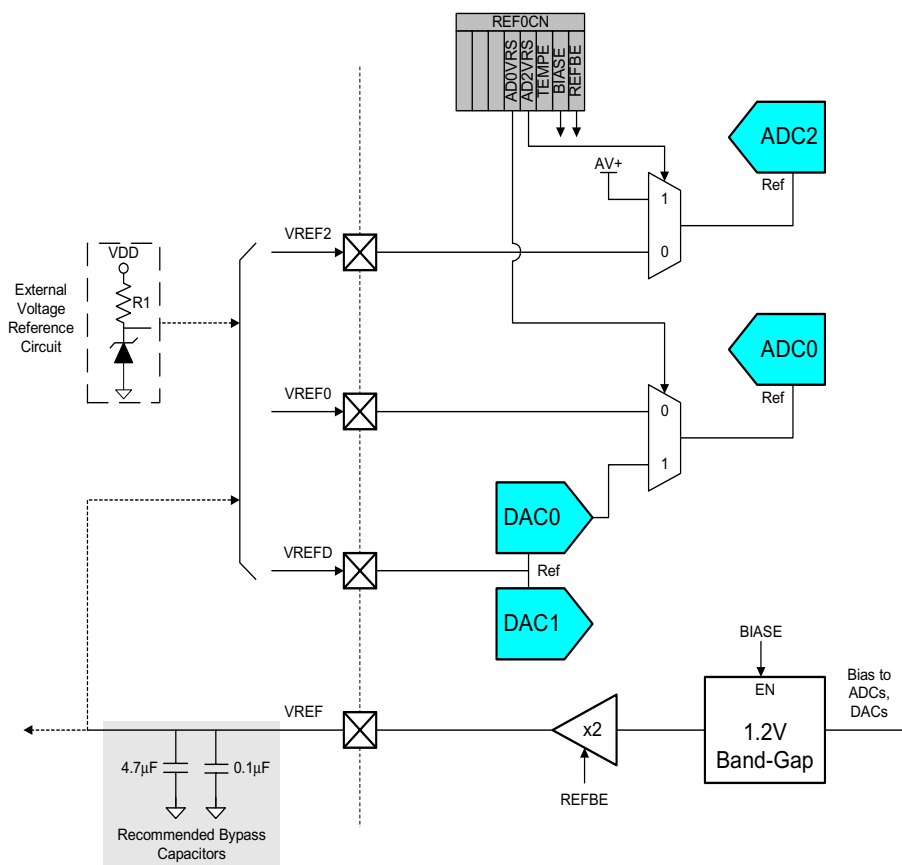 REF0CN
AD0VRS
AD2VRS
TEMPE
BIASE
REFBE
ADC2
Ref
AV+
1
0
VREF2
VDD
R1
External
Voltage
Reference
Circuit
ADC0
Ref
VREF0
0
1
DAC0
VREFD
Ref
DAC1
BIASE
EN
1.2V
Band-Gap
Bias to
ADCs,
DACs
VREF
x2
REFBE
4.7µF
0.1µF
Recommended Bypass
Capacitors